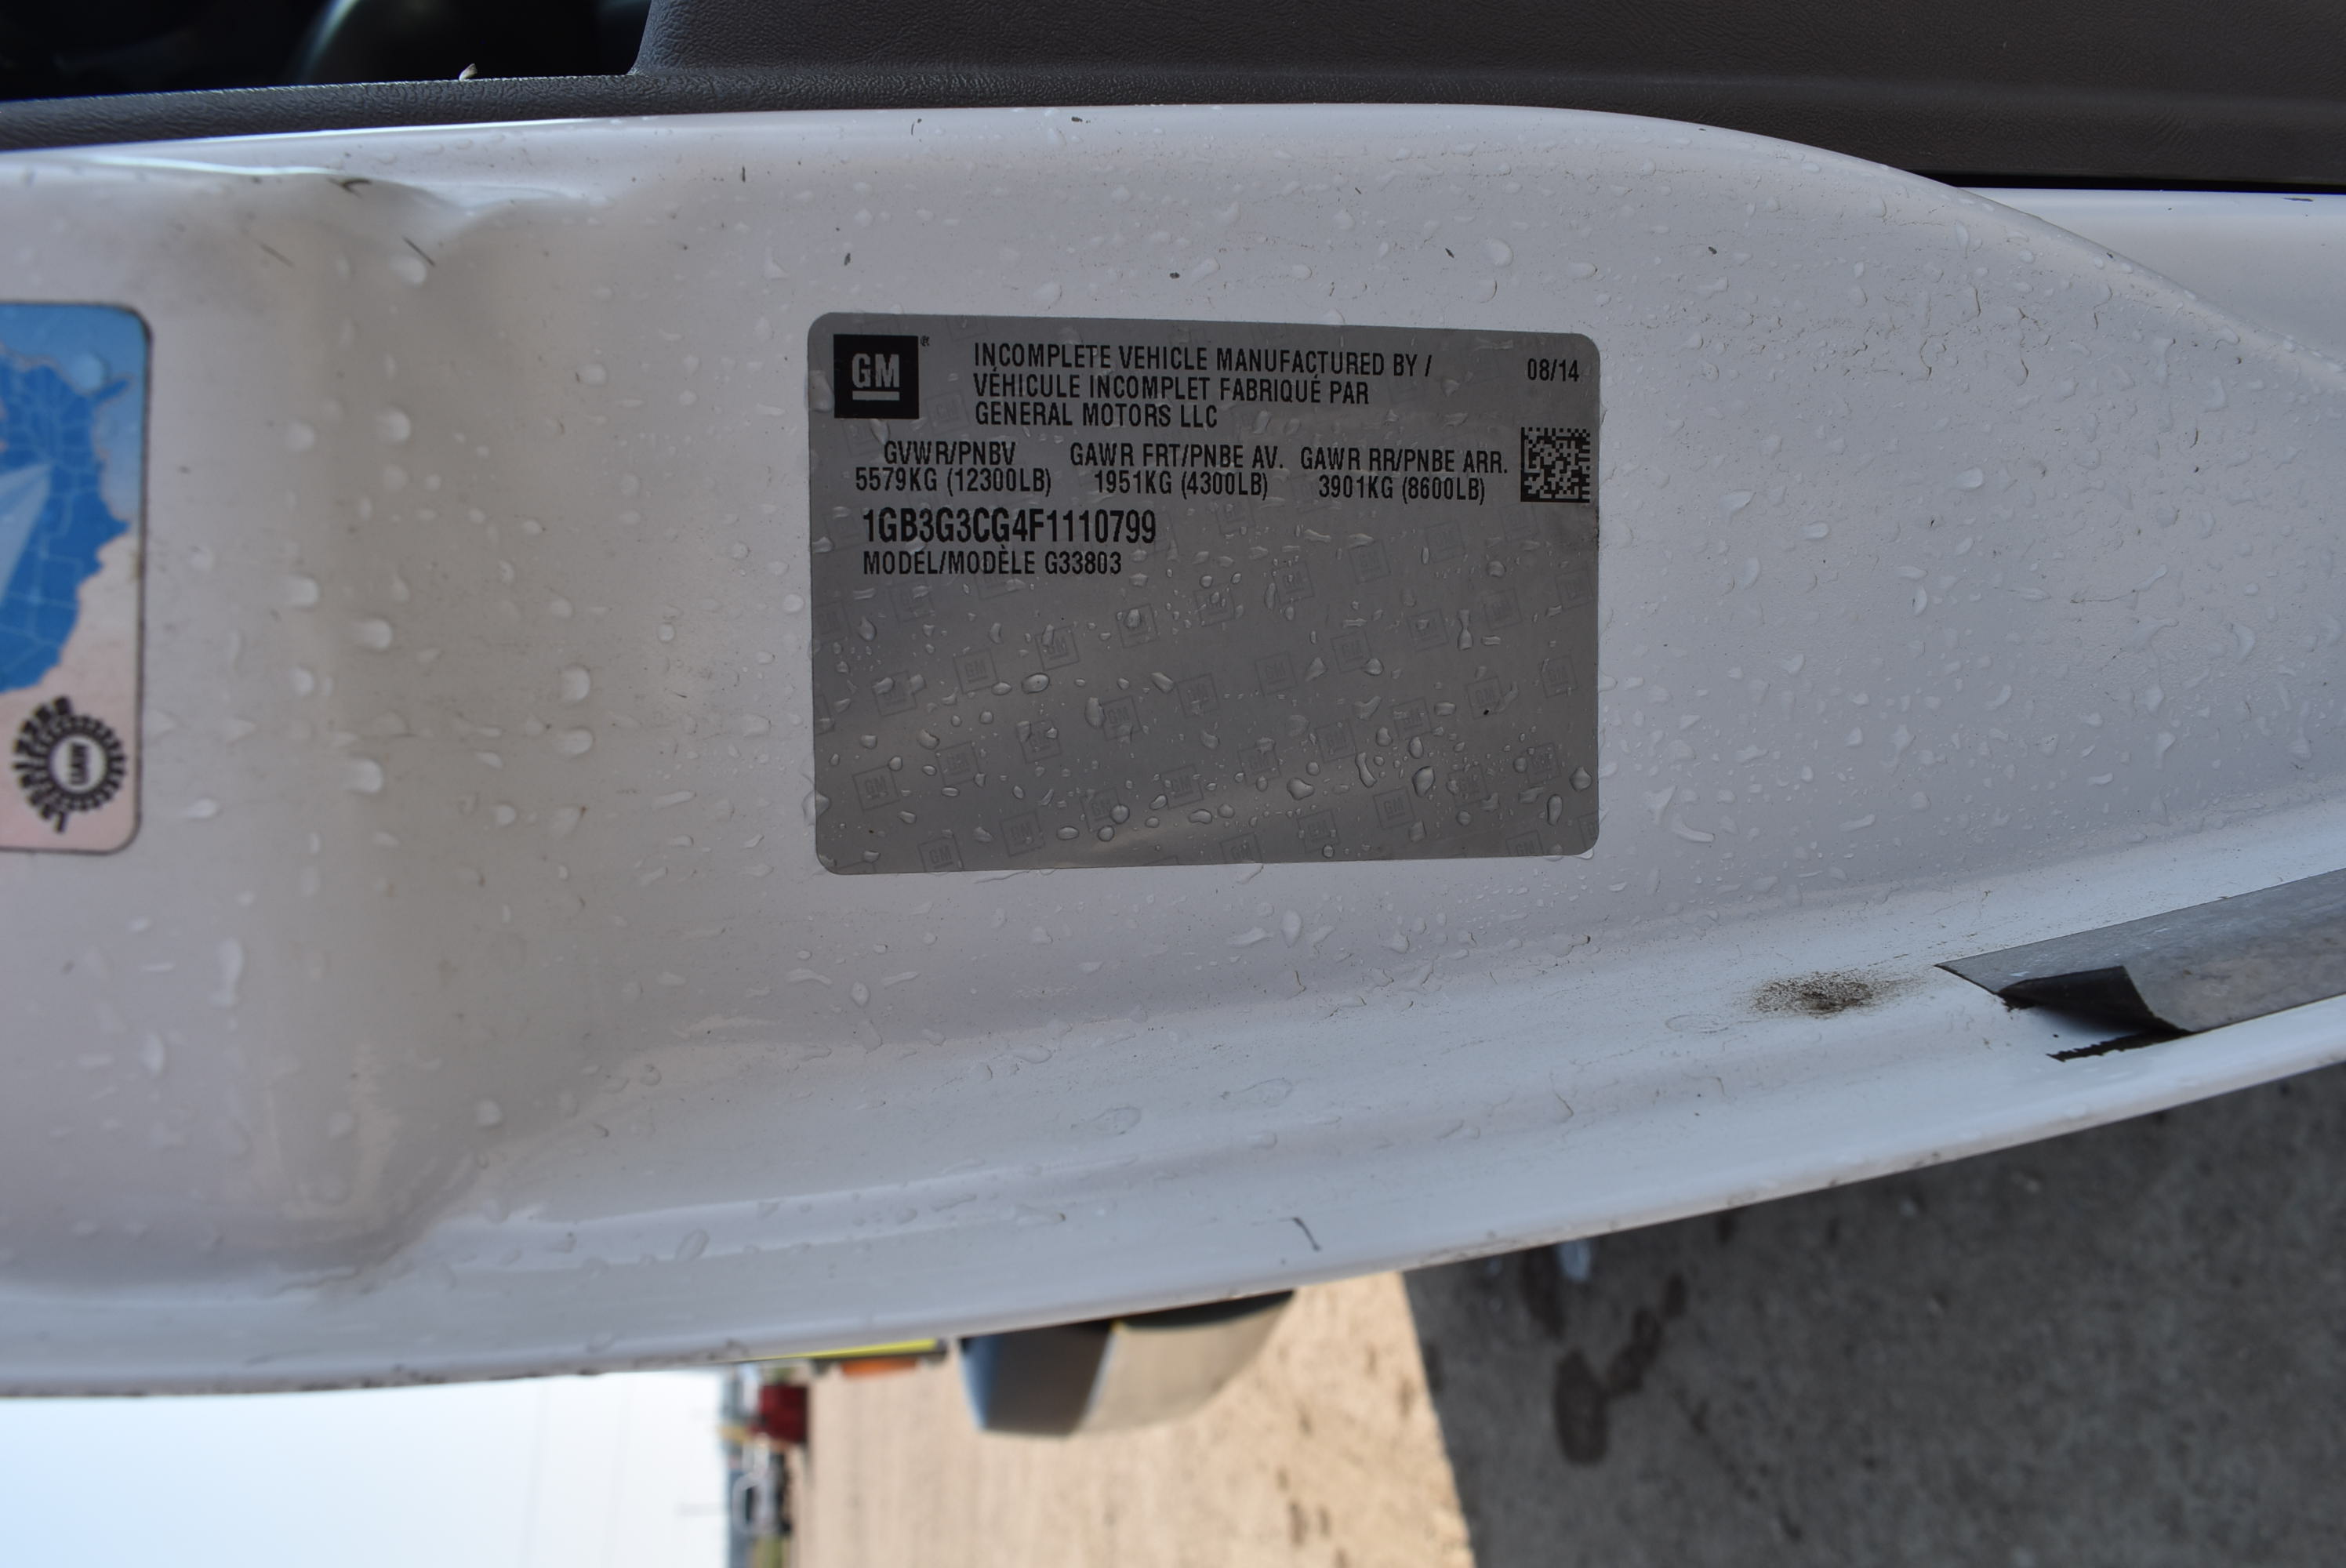 GM
INCOMPLETE VEHICLE MANUFACTURED BY /
VÉHICULE INCOMPLET FABRIQUÉ PAR
GENERAL MOTORS LLC
08/14
GVWR/PNBV GAWR FRT/PNBE AV. GAWR RR/PNBE ARR.
5579KG (12300LB) 1951KG (4300LB) 3901KG (8600LB)
1GB3G3CG4F1110799
MODEL/MODÈLE G33803
UAW